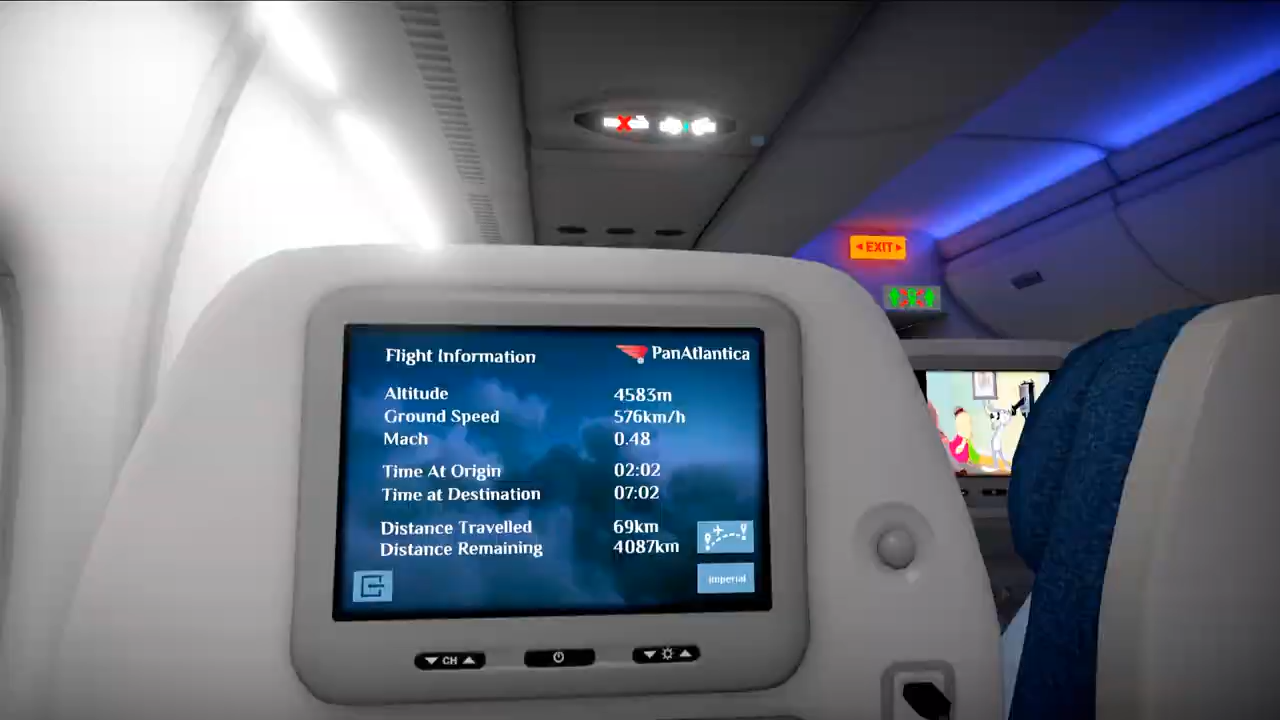 EXIT
Flight Information
PanAtlantica
Altitude 4583m
Ground Speed 576km/h
Mach 0.48
Time At Origin 02:02
Time at Destination 07:02
Distance Travelled 69km
Distance Remaining 4087km
imperial
CH